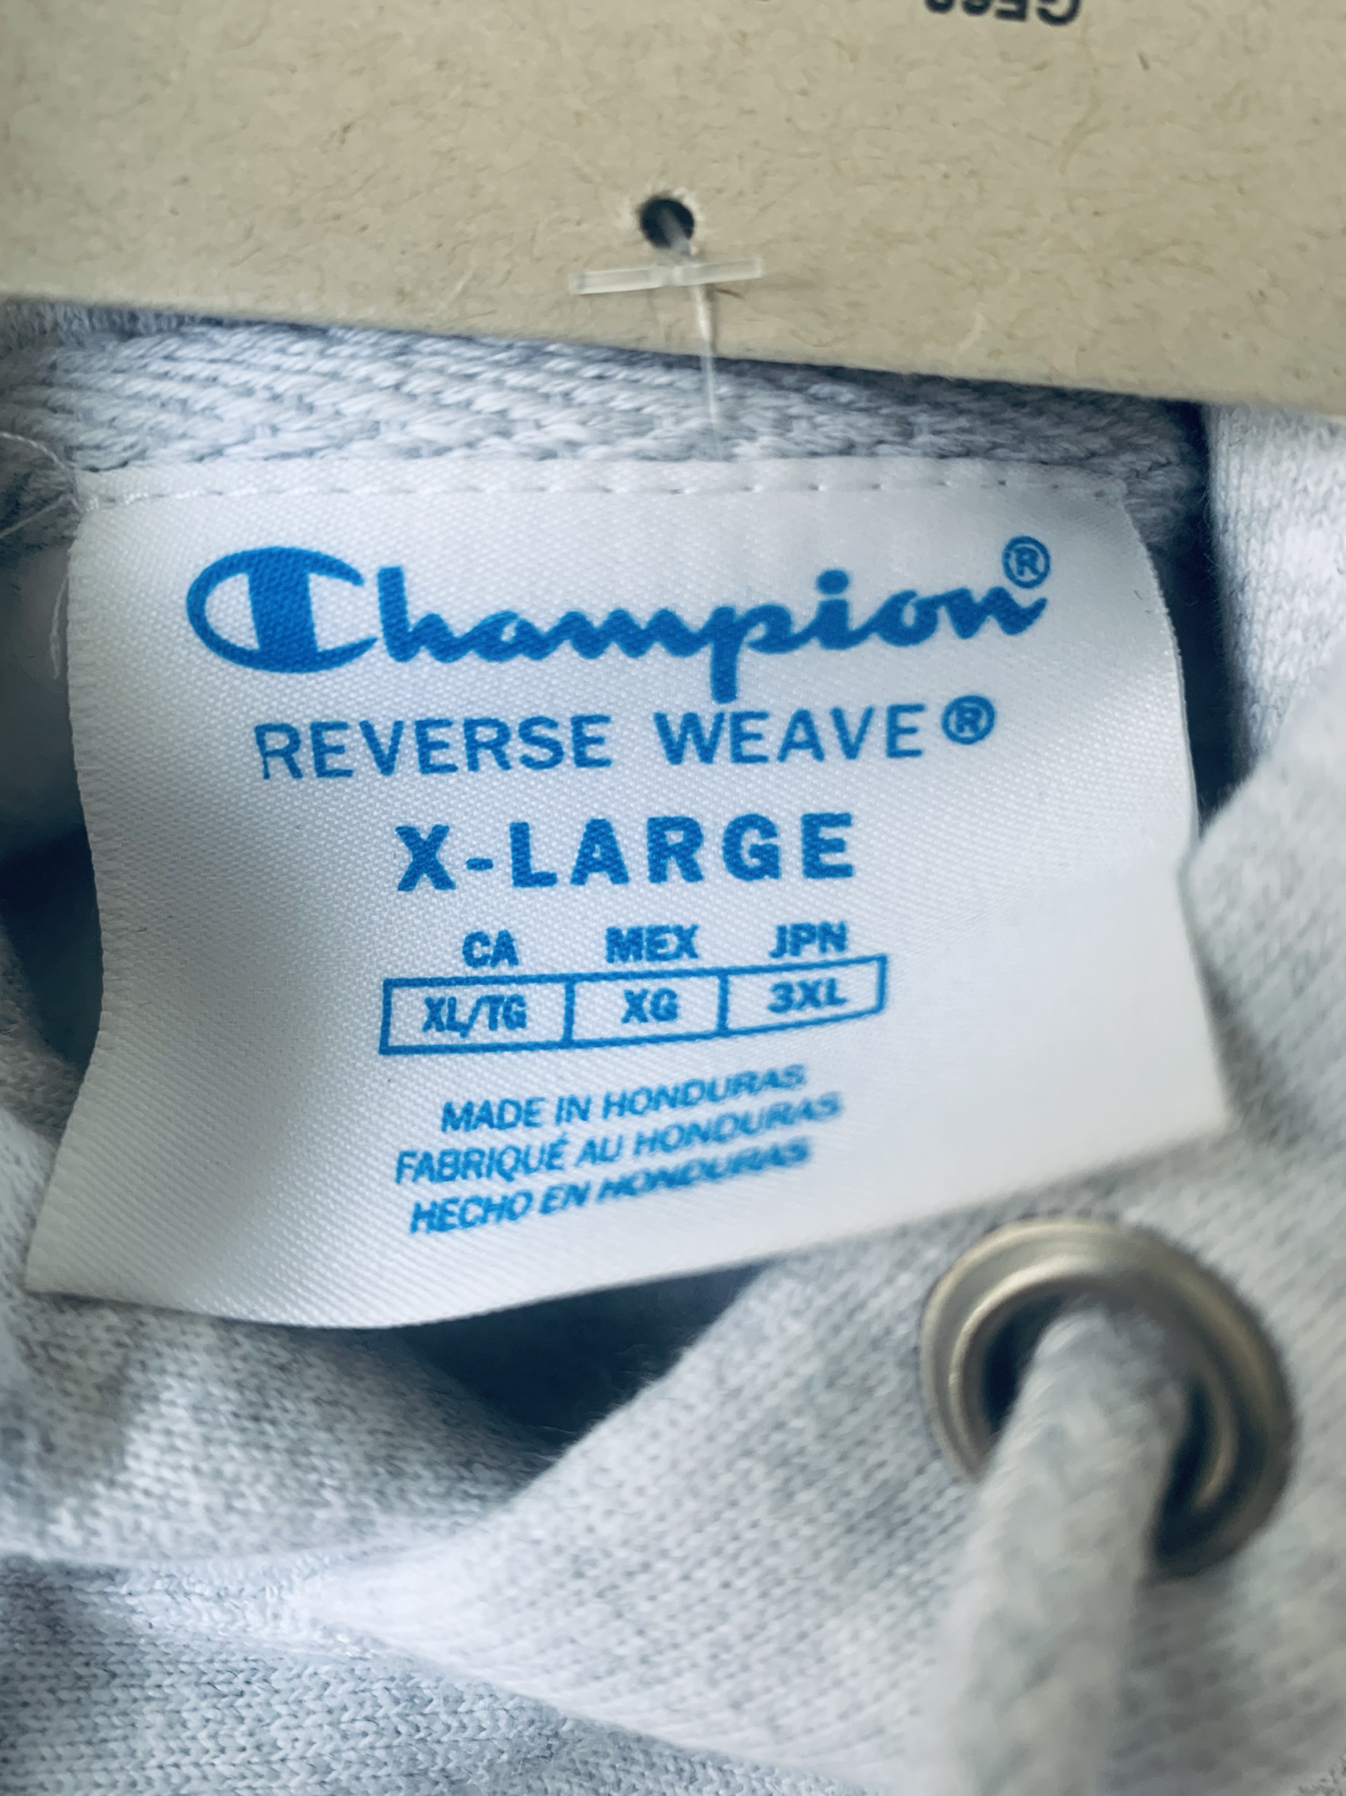 Champion®
REVERSE WEAVE®
X-LARGE
CA MEX JPN
XL/TG XG 3XL
MADE IN HONDURAS
FABRIQUÉ AU HONDURAS
HECHO EN HONDURAS